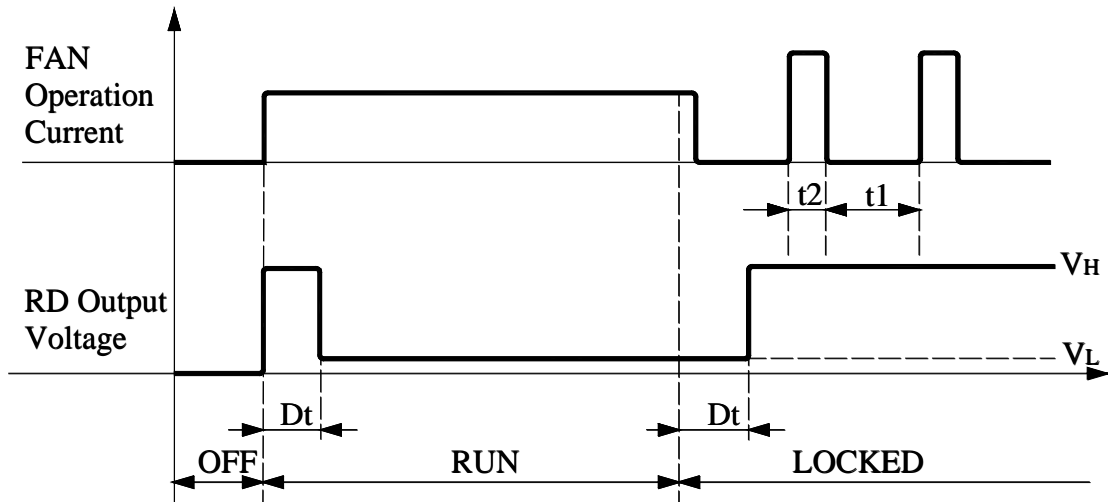 FAN
Operation
Current
t2
t1
VH
RD Output
Voltage
VL
Dt
Dt
OFF
RUN
LOCKED